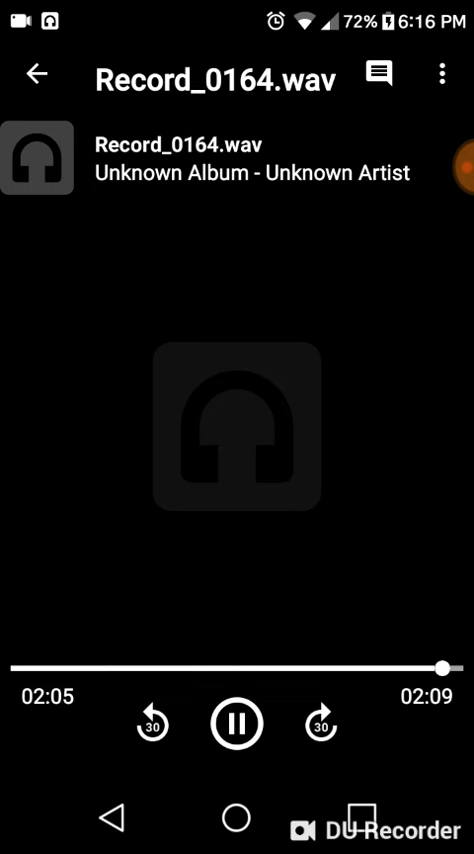 72% 6:16 PM
Record_0164.wav
Record_0164.wav
Unknown Album - Unknown Artist
02:05
02:09
30
30
DU Recorder